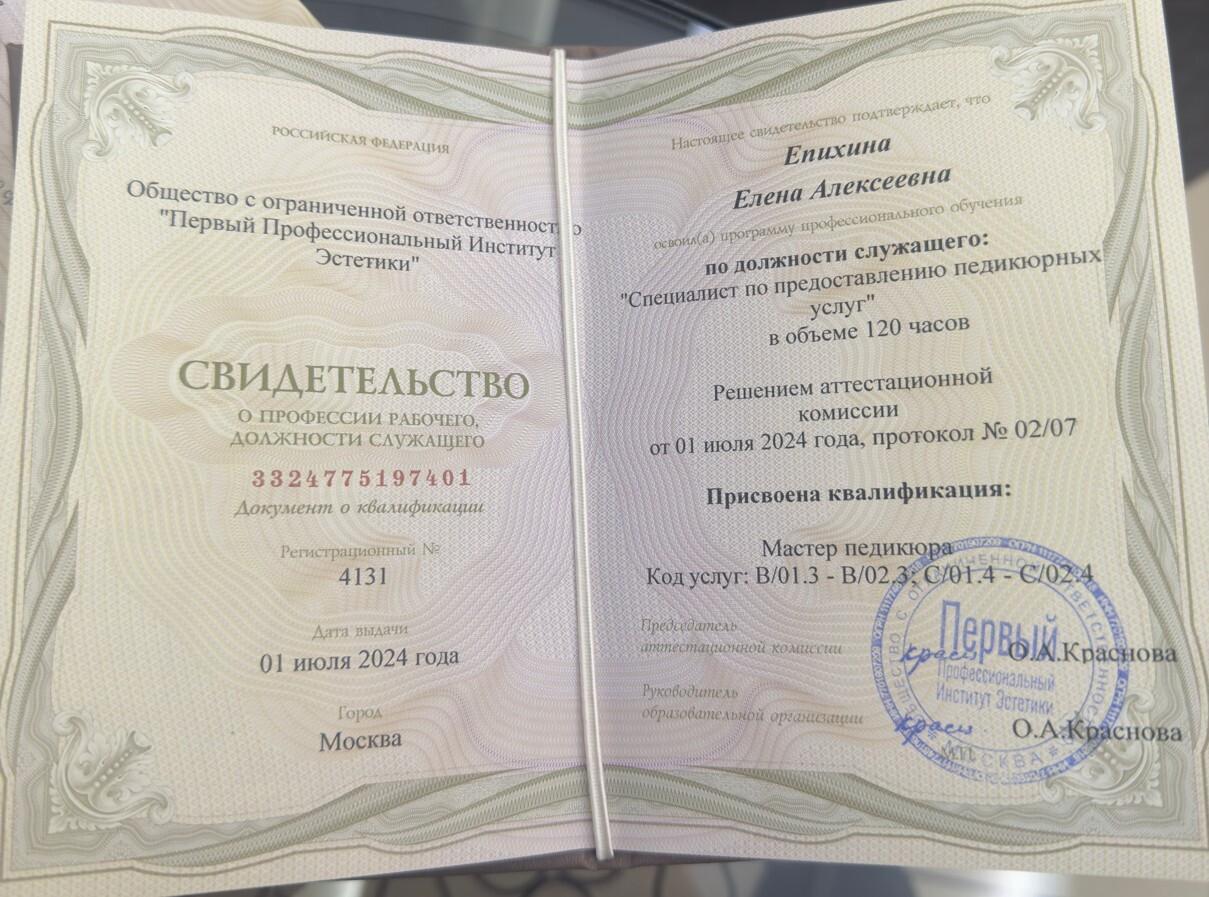 РОССИЙСКАЯ ФЕДЕРАЦИЯ
Общество с ограниченной ответственностью
"Первый Профессиональный Институт
Эстетики"
СВИДЕТЕЛЬСТВО
О ПРОФЕССИИ РАБОЧЕГО,
ДОЛЖНОСТИ СЛУЖАЩЕГО
3324775197401
Документ о квалификации
Регистрационный №
4131
Дата выдачи
01 июля 2024 года
Город
Москва
Настоящее свидетельство подтверждает, что
Епихина
Елена Алексеевна
освоил(а) программу профессионального обучения
по должности служащего:
"Специалист по предоставлению педикюрных
услуг"
в объеме 120 часов
Решением аттестационной
комиссии
от 01 июля 2024 года, протокол № 02/07
Присвоена квалификация:
Мастер педикюра
Код услуг: B/01.3 - B/02.3; C/01.4 - C/02.4
Председатель
аттестационной комиссии
О.А.Краснова
Руководитель
образовательной организации
О.А.Краснова
М.П.
Первый
Профессиональный
Институт Эстетики
МОСКВА